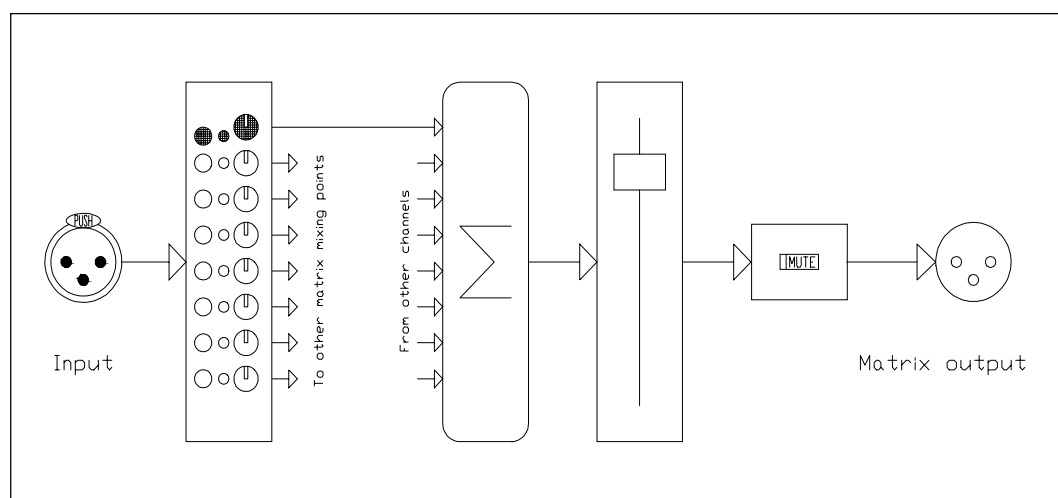 PUSH
Input
To other matrix mixing points
From other channels
Σ
MUTE
Matrix output